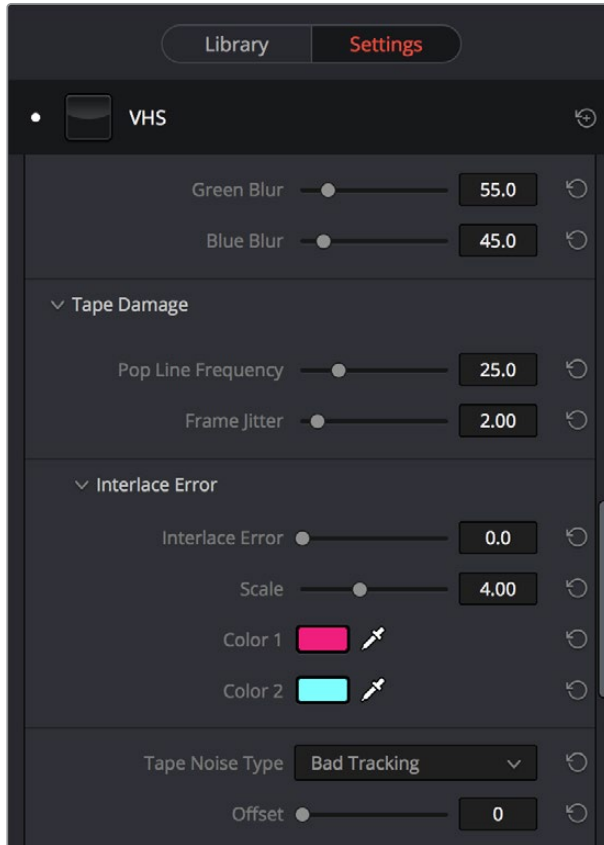 Library Settings
VHS
Green Blur 55.0
Blue Blur 45.0
Tape Damage
Pop Line Frequency 25.0
Frame Jitter 2.00
Interlace Error
Interlace Error 0.0
Scale 4.00
Color 1
Color 2
Tape Noise Type Bad Tracking
Offset 0